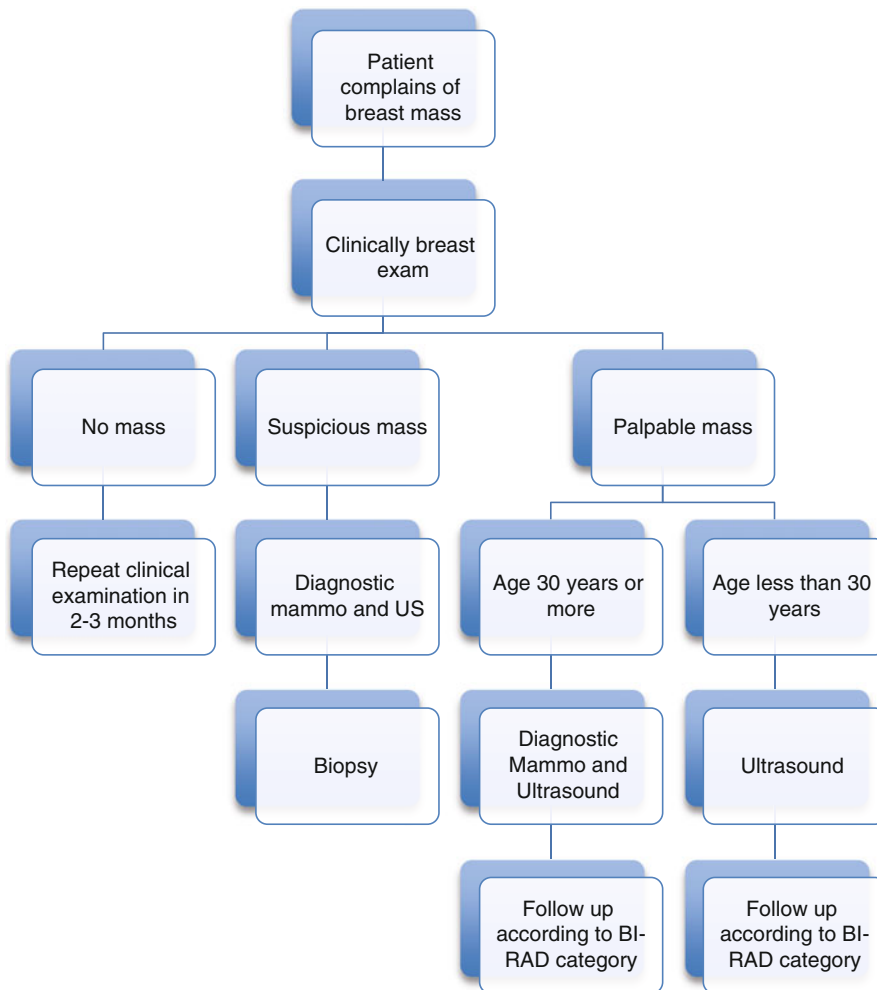 Patient
complains of
breast mass
Clinically breast
exam
No mass
Suspicious mass
Palpable mass
Repeat clinical
examination in
2-3 months
Diagnostic
mammo and US
Age 30 years or
more
Age less than 30
years
Biopsy
Diagnostic
Mammo and
Ultrasound
Ultrasound
Follow up
according to BI-
RAD category
Follow up
according to BI-
RAD category